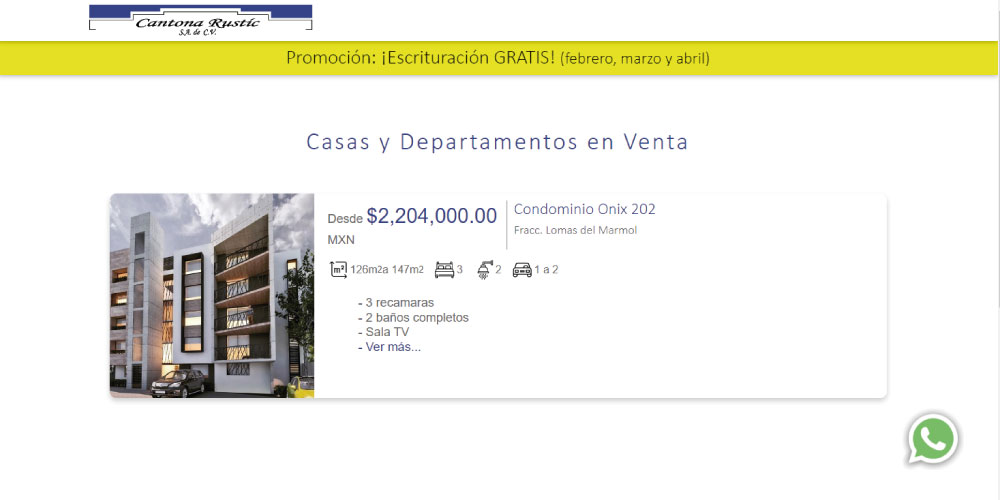 Cantona Rustic
S.A. de C.V.
Promoción: ¡Escrituración GRATIS! (febrero, marzo y abril)
Casas y Departamentos en Venta
Desde $2,204,000.00
MXN
Condominio Onix 202
Fracc. Lomas del Marmol
m² 126m2a 147m2 3 2 1 a 2
- 3 recamaras
- 2 baños completos
- Sala TV
- Ver más...